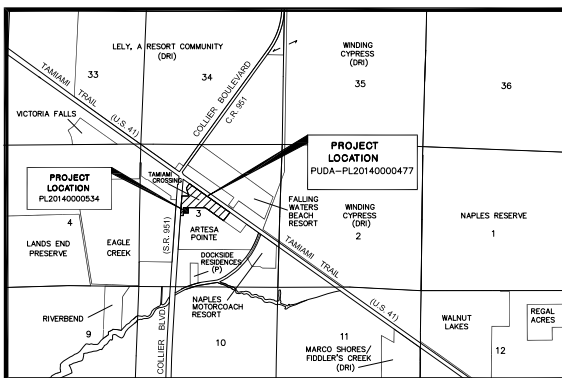 LELY, A RESORT COMMUNITY
(DRI)
33
34
WINDING
CYPRESS
(DRI)
35
36
TAMIAMI TRAIL (U.S. 41)
COLLIER BOULEVARD
C.R. 951
VICTORIA FALLS
PROJECT
LOCATION
PUDA-PL20140000477
PROJECT
LOCATION
PL20140000534
TAMIAMI
CROSSING
3
4
LANDS END
PRESERVE
EAGLE
CREEK
(S.R. 951)
ARTESA
POINTE
FALLING
WATERS
BEACH
RESORT
WINDING
CYPRESS
(DRI)
2
NAPLES RESERVE
1
DOCKSIDE
RESIDENCES
(P)
TAMIAMI TRAIL
(U.S. 41)
NAPLES
MOTORCOACH
RESORT
RIVERBEND
9
COLLIER BLVD.
10
11
MARCO SHORES/
FIDDLER'S CREEK
(DRI)
WALNUT
LAKES
REGAL
ACRES
12